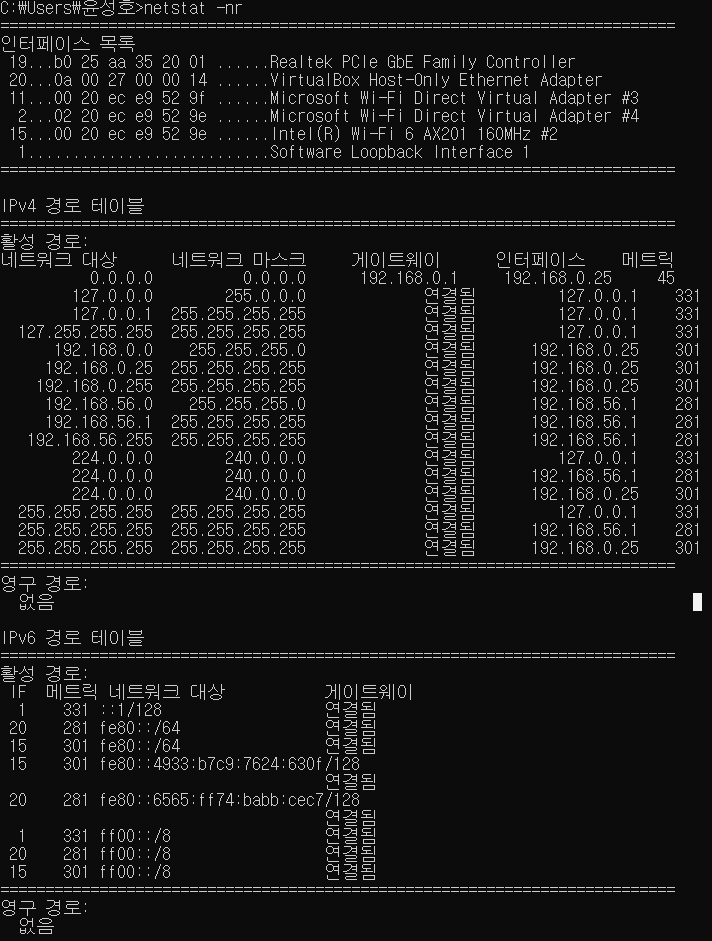 C:\Users\윤성호>netstat -nr
===========================================================================
인터페이스 목록
 19...b0 25 aa 35 20 01 ......Realtek PCIe GbE Family Controller
 20...0a 00 27 00 00 14 ......VirtualBox Host-Only Ethernet Adapter
 11...00 20 ec e9 52 9f ......Microsoft Wi-Fi Direct Virtual Adapter #3
  2...02 20 ec e9 52 9e ......Microsoft Wi-Fi Direct Virtual Adapter #4
 15...00 20 ec e9 52 9e ......Intel(R) Wi-Fi 6 AX201 160MHz #2
  1...........................Software Loopback Interface 1
===========================================================================
IPv4 경로 테이블
===========================================================================
활성 경로:
네트워크 대상      네트워크 마스크     게이트웨이      인터페이스    메트릭
          0.0.0.0          0.0.0.0      192.168.0.1     192.168.0.25     45
        127.0.0.0        255.0.0.0             연결됨          127.0.0.1    331
        127.0.0.1  255.255.255.255             연결됨          127.0.0.1    331
  127.255.255.255  255.255.255.255             연결됨          127.0.0.1    331
      192.168.0.0    255.255.255.0             연결됨       192.168.0.25    301
     192.168.0.25  255.255.255.255             연결됨       192.168.0.25    301
    192.168.0.255  255.255.255.255             연결됨       192.168.0.25    301
     192.168.56.0    255.255.255.0             연결됨       192.168.56.1    281
     192.168.56.1  255.255.255.255             연결됨       192.168.56.1    281
   192.168.56.255  255.255.255.255             연결됨       192.168.56.1    281
        224.0.0.0        240.0.0.0             연결됨          127.0.0.1    331
        224.0.0.0        240.0.0.0             연결됨       192.168.56.1    281
        224.0.0.0        240.0.0.0             연결됨       192.168.0.25    301
  255.255.255.255  255.255.255.255             연결됨          127.0.0.1    331
  255.255.255.255  255.255.255.255             연결됨       192.168.56.1    281
  255.255.255.255  255.255.255.255             연결됨       192.168.0.25    301
===========================================================================
영구 경로:
  없음
IPv6 경로 테이블
===========================================================================
활성 경로:
 IF  메트릭 네트워크 대상           게이트웨이
  1    331 ::1/128                  연결됨
 20    281 fe80::/64                연결됨
 15    301 fe80::/64                연결됨
 15    301 fe80::4933:b7c9:7624:630f/128
                                    연결됨
 20    281 fe80::6565:ff74:babb:cec7/128
                                    연결됨
  1    331 ff00::/8                 연결됨
 20    281 ff00::/8                 연결됨
 15    301 ff00::/8                 연결됨
===========================================================================
영구 경로:
  없음